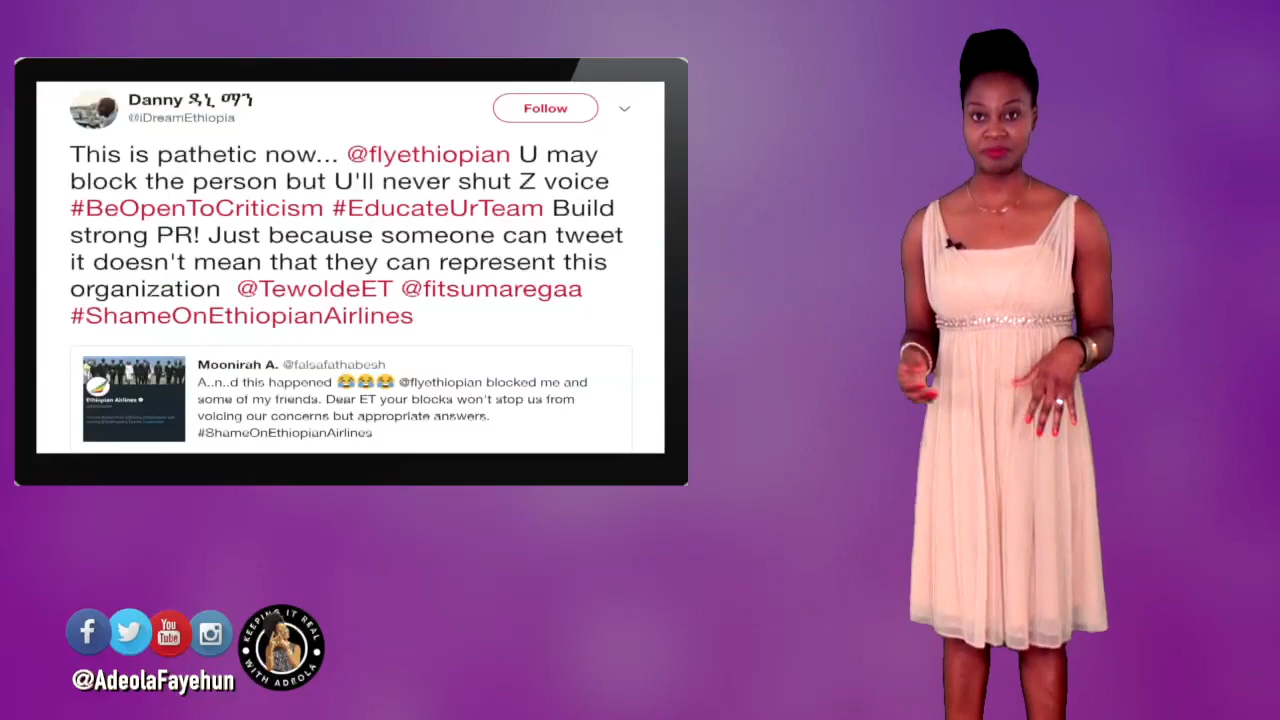 Danny ዳኒ ማን
@iDreamEthiopia
Follow
This is pathetic now... @flyethiopian U may
block the person but U'll never shut Z voice
#BeOpenToCriticism #EducateUrTeam Build
strong PR! Just because someone can tweet
it doesn't mean that they can represent this
organization @TewoldeET @fitsumaregaa
#ShameOnEthiopianAirlines
Moonirah A. @falsafathabesh
A..n..d this happened 😂😂😂 @flyethiopian blocked me and
some of my friends. Dear ET your blocks won't stop us from
voicing our concerns but appropriate answers.
#ShameOnEthiopianAirlines
Ethiopian Airlines
You Tube
KEEPING IT REAL
WITH ADEOLA
@AdeolaFayehun